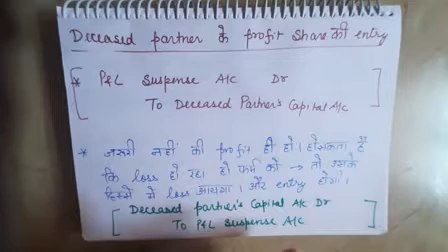 Deceased partner के profit share की entry
* P&L Suspense A/c Dr
To Deceased Partner's Capital A/c
* जरूरी नहीं की profit ही हो। होसकता है
कि loss हो रहा हो फर्म को → तो उसके
हिस्से में loss आयगा। और entry होगी।
Deceased partner's Capital A/c Dr
To P&L Suspense A/c